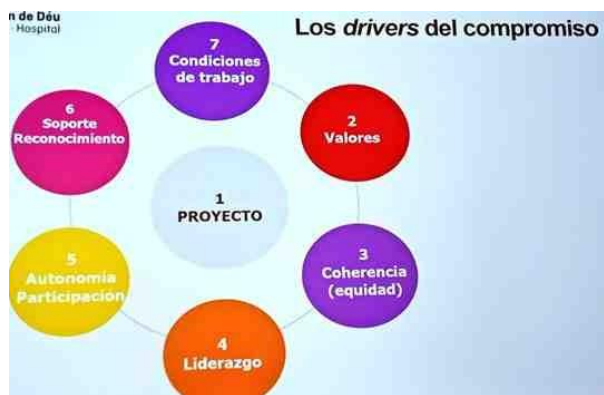 n de Déu
Hospital
Los drivers del compromiso
7
Condiciones
de trabajo
6
Soporte
Reconocimiento
2
Valores
1
PROYECTO
5
Autonomía
Participación
3
Coherencia
(equidad)
4
Liderazgo